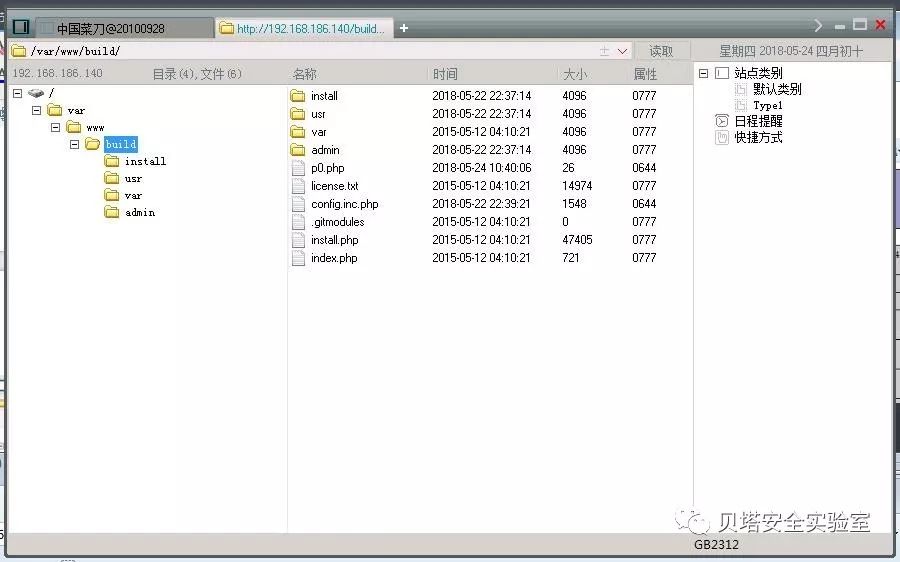 中国菜刀@20100928
http://192.168.186.140/build...
/var/www/build/
读取
星期四 2018-05-24 四月初十
192.168.186.140
目录(4),文件(6)
名称 时间 大小 属性
/
var
www
build
install
usr
var
admin
install 2018-05-22 22:37:14 4096 0777
usr 2018-05-22 22:37:14 4096 0777
var 2015-05-12 04:10:21 4096 0777
admin 2018-05-22 22:37:14 4096 0777
p0.php 2018-05-24 10:40:06 26 0644
license.txt 2015-05-12 04:10:21 14974 0777
config.inc.php 2018-05-22 22:39:21 1548 0644
.gitmodules 2015-05-12 04:10:21 0 0777
install.php 2015-05-12 04:10:21 47405 0777
index.php 2015-05-12 04:10:21 721 0777
站点类别
默认类别
Type1
日程提醒
快捷方式
贝塔安全实验室
GB2312